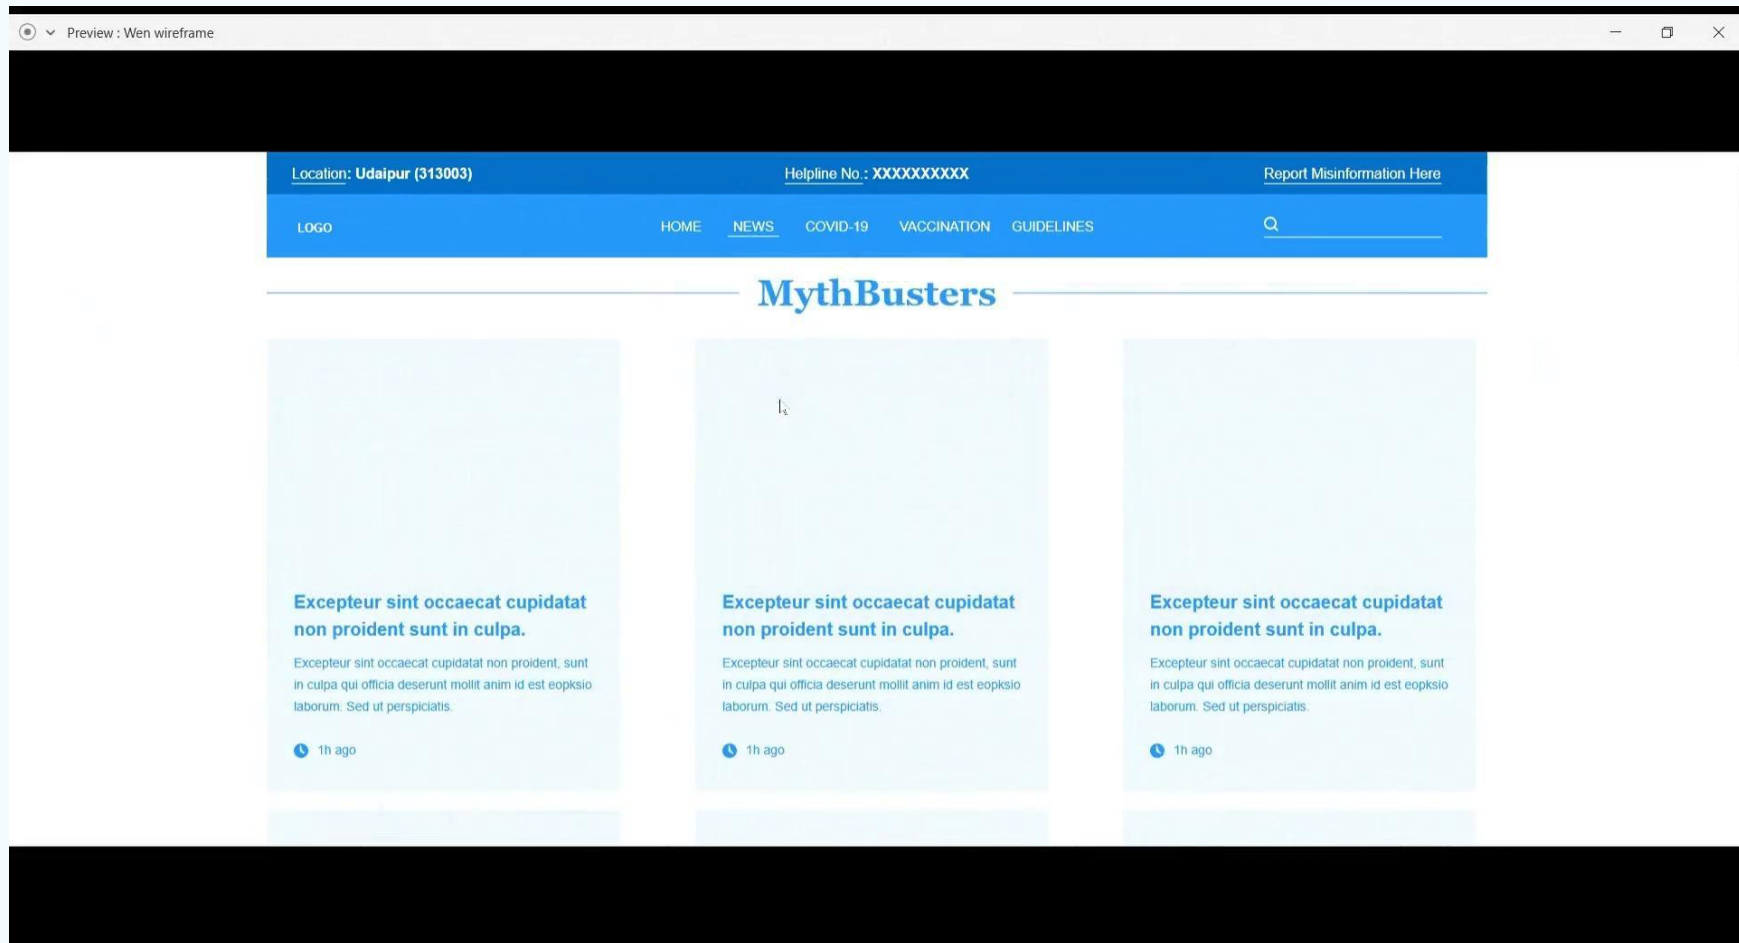 Preview : Wen wireframe
Location: Udaipur (313003)
Helpline No.: XXXXXXXXXX
Report Misinformation Here
LOGO
HOME
NEWS
COVID-19
VACCINATION
GUIDELINES
MythBusters
Excepteur sint occaecat cupidatat
non proident sunt in culpa.
Excepteur sint occaecat cupidatat non proident, sunt
in culpa qui officia deserunt mollit anim id est eopksio
laborum. Sed ut perspiciatis.
1h ago
Excepteur sint occaecat cupidatat
non proident sunt in culpa.
Excepteur sint occaecat cupidatat non proident, sunt
in culpa qui officia deserunt mollit anim id est eopksio
laborum. Sed ut perspiciatis.
1h ago
Excepteur sint occaecat cupidatat
non proident sunt in culpa.
Excepteur sint occaecat cupidatat non proident, sunt
in culpa qui officia deserunt mollit anim id est eopksio
laborum. Sed ut perspiciatis.
1h ago